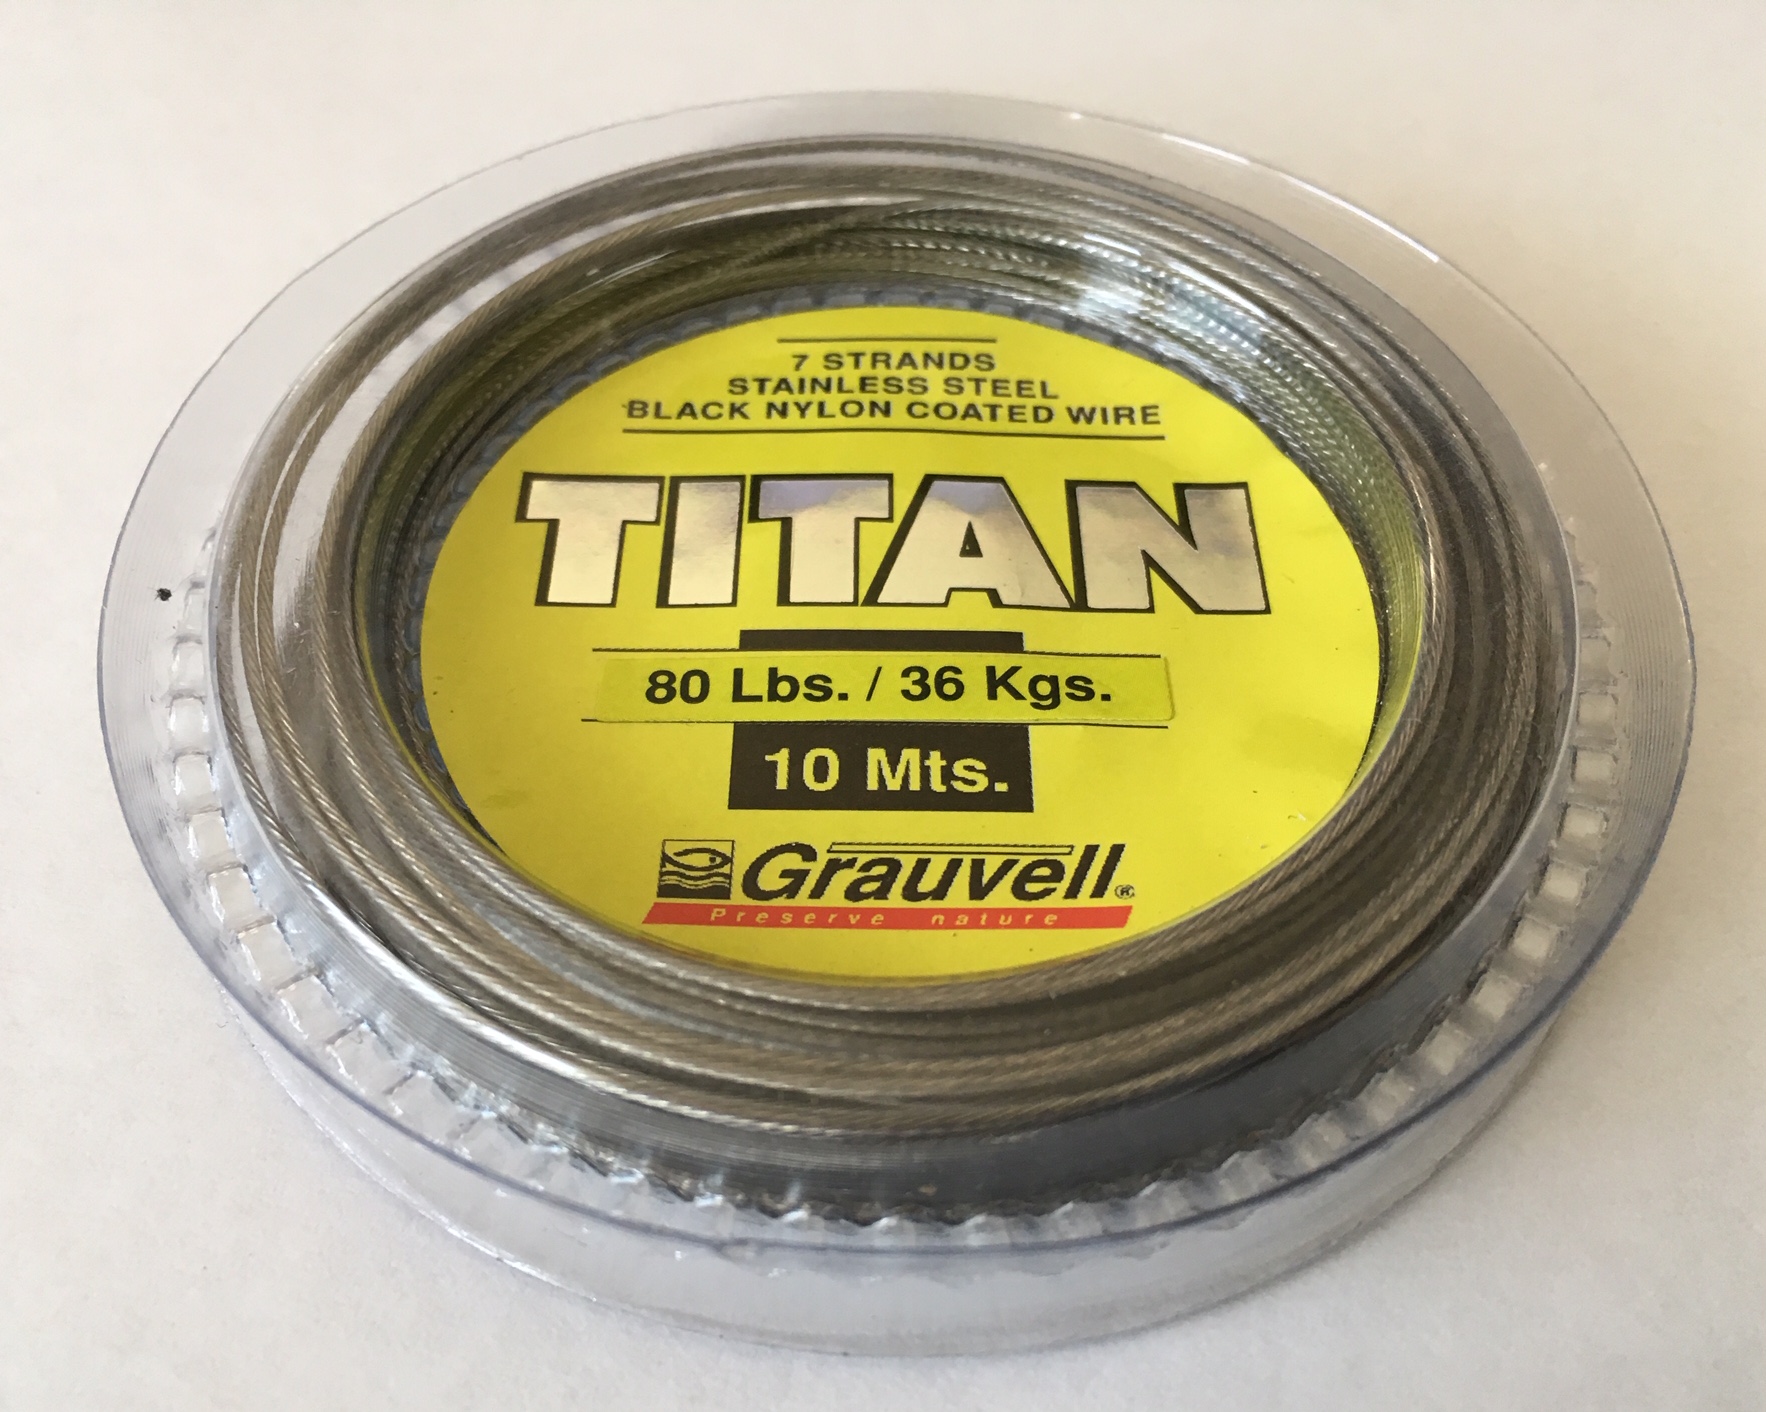 7 STRANDS
STAINLESS STEEL
BLACK NYLON COATED WIRE
TITAN
80 Lbs. / 36 Kgs.
10 Mts.
Grauvell®
Preserve nature